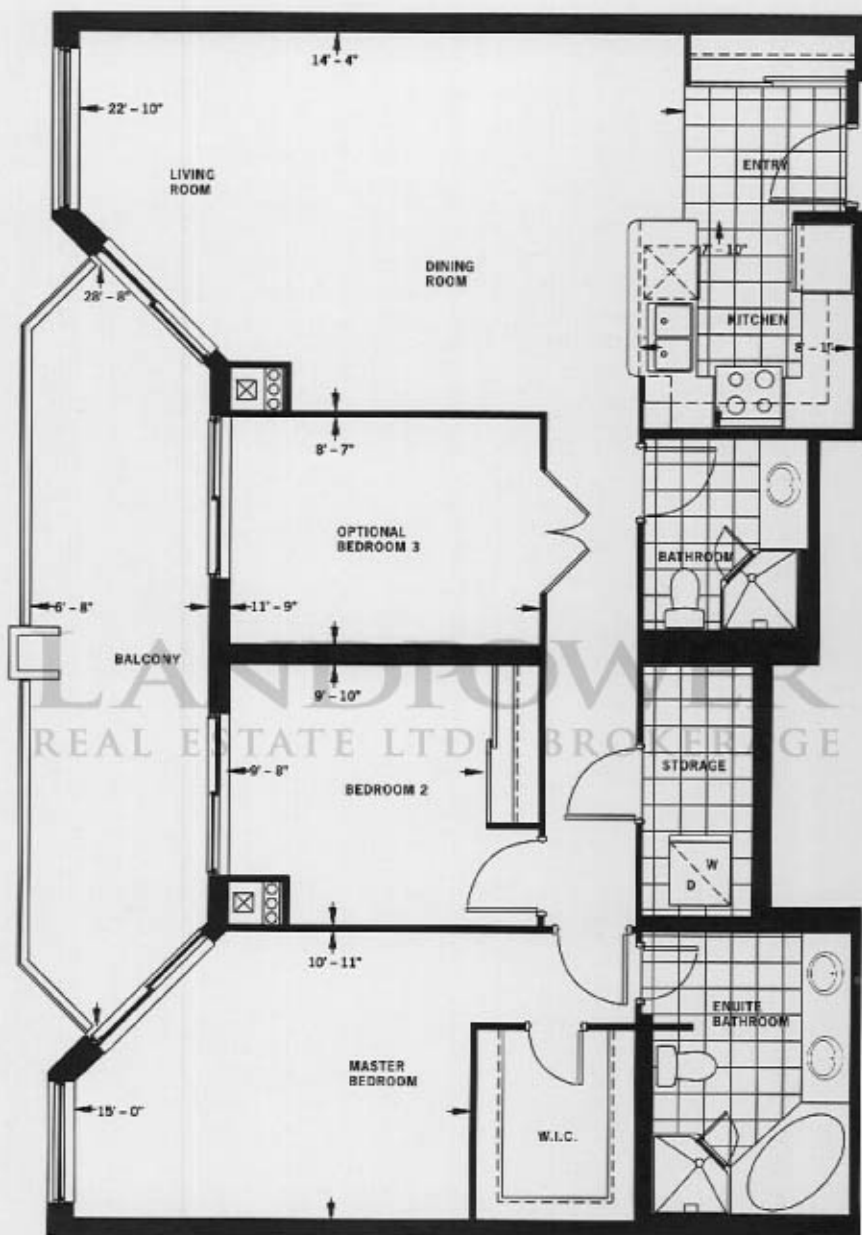 14' - 4"
22' - 10"
LIVING
ROOM
ENTRY
DINING
ROOM
7' - 10"
28' - 8"
KITCHEN
8' - 1"
8' - 7"
OPTIONAL
BEDROOM 3
BATHROOM
6' - 8"
11' - 9"
BALCONY
LANDPOWER
REAL ESTATE LTD BROKERAGE
9' - 10"
9' - 8"
BEDROOM 2
STORAGE
W
D
10' - 11"
ENUITE
BATHROOM
MASTER
BEDROOM
15' - 0"
W.I.C.